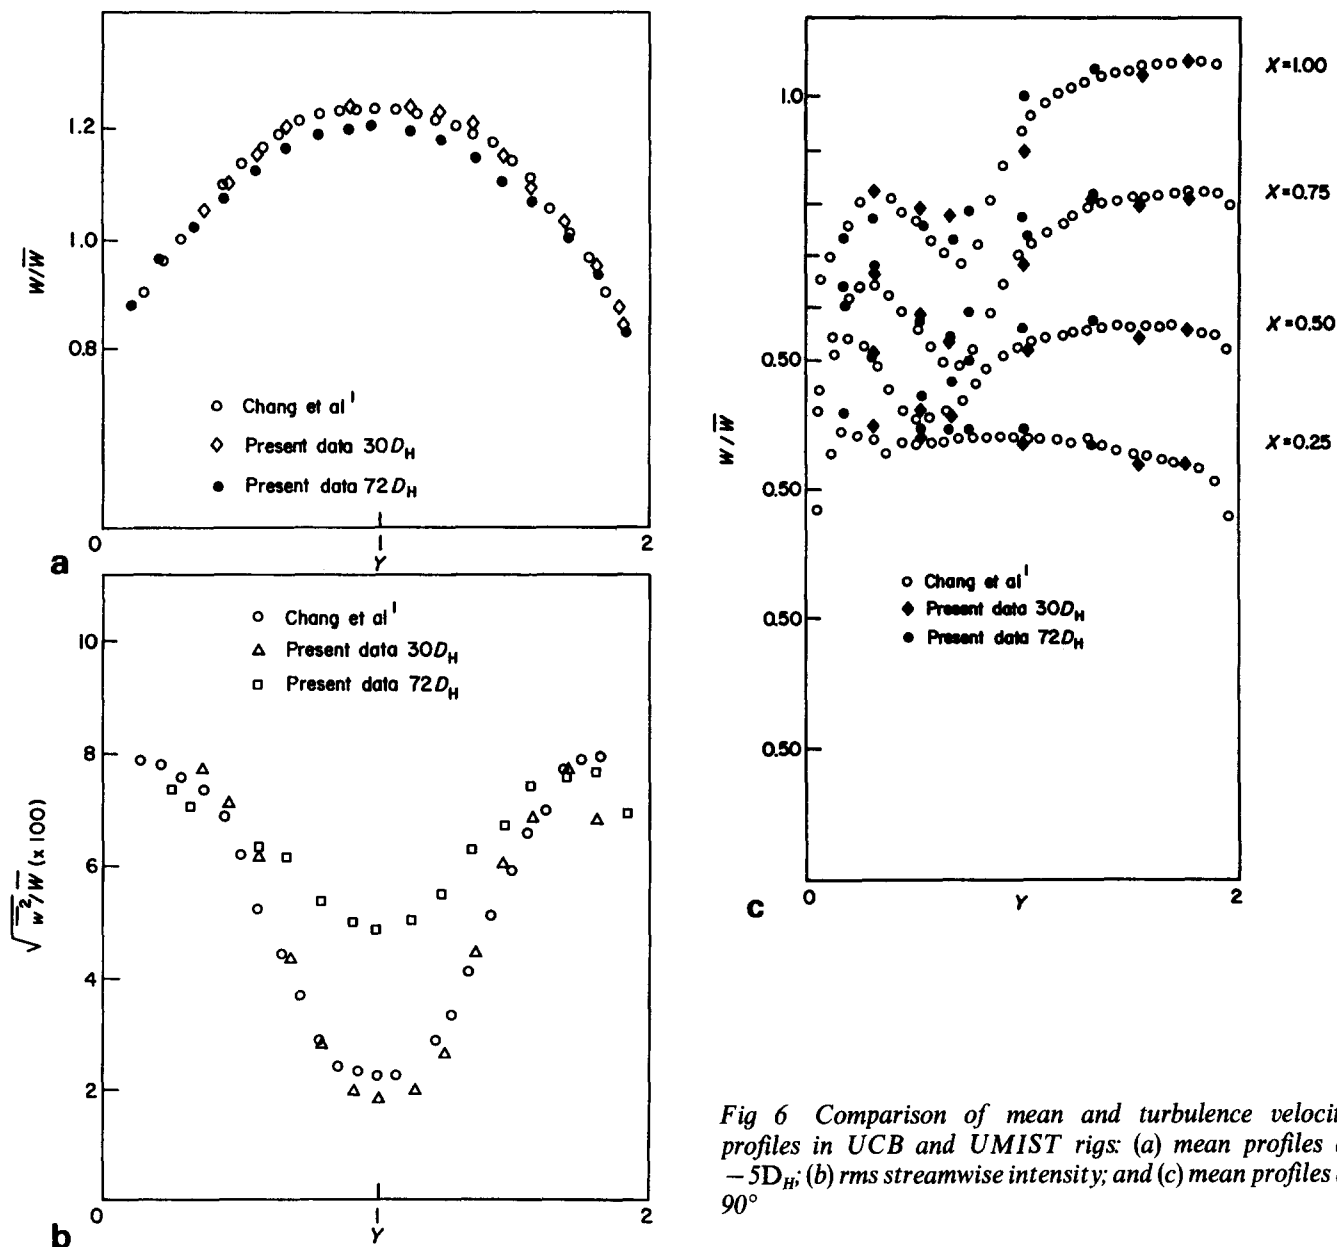 1.2
1.0
0.8
W/W̅
○ Chang et al¹
◇ Present data 30D_H
● Present data 72D_H
0
1
2
Y
a
10
8
6
4
2
√w̅²/W̅ (x 100)
○ Chang et al¹
△ Present data 30D_H
□ Present data 72D_H
0
1
2
Y
b
1.0
0.50
0.50
0.50
0.50
W/W̅
X=1.00
X=0.75
X=0.50
X=0.25
○ Chang et al¹
◆ Present data 30D_H
● Present data 72D_H
0
2
Y
c
Fig 6 Comparison of mean and turbulence velocit
profiles in UCB and UMIST rigs: (a) mean profiles
−5D_H; (b) rms streamwise intensity; and (c) mean profiles
90°